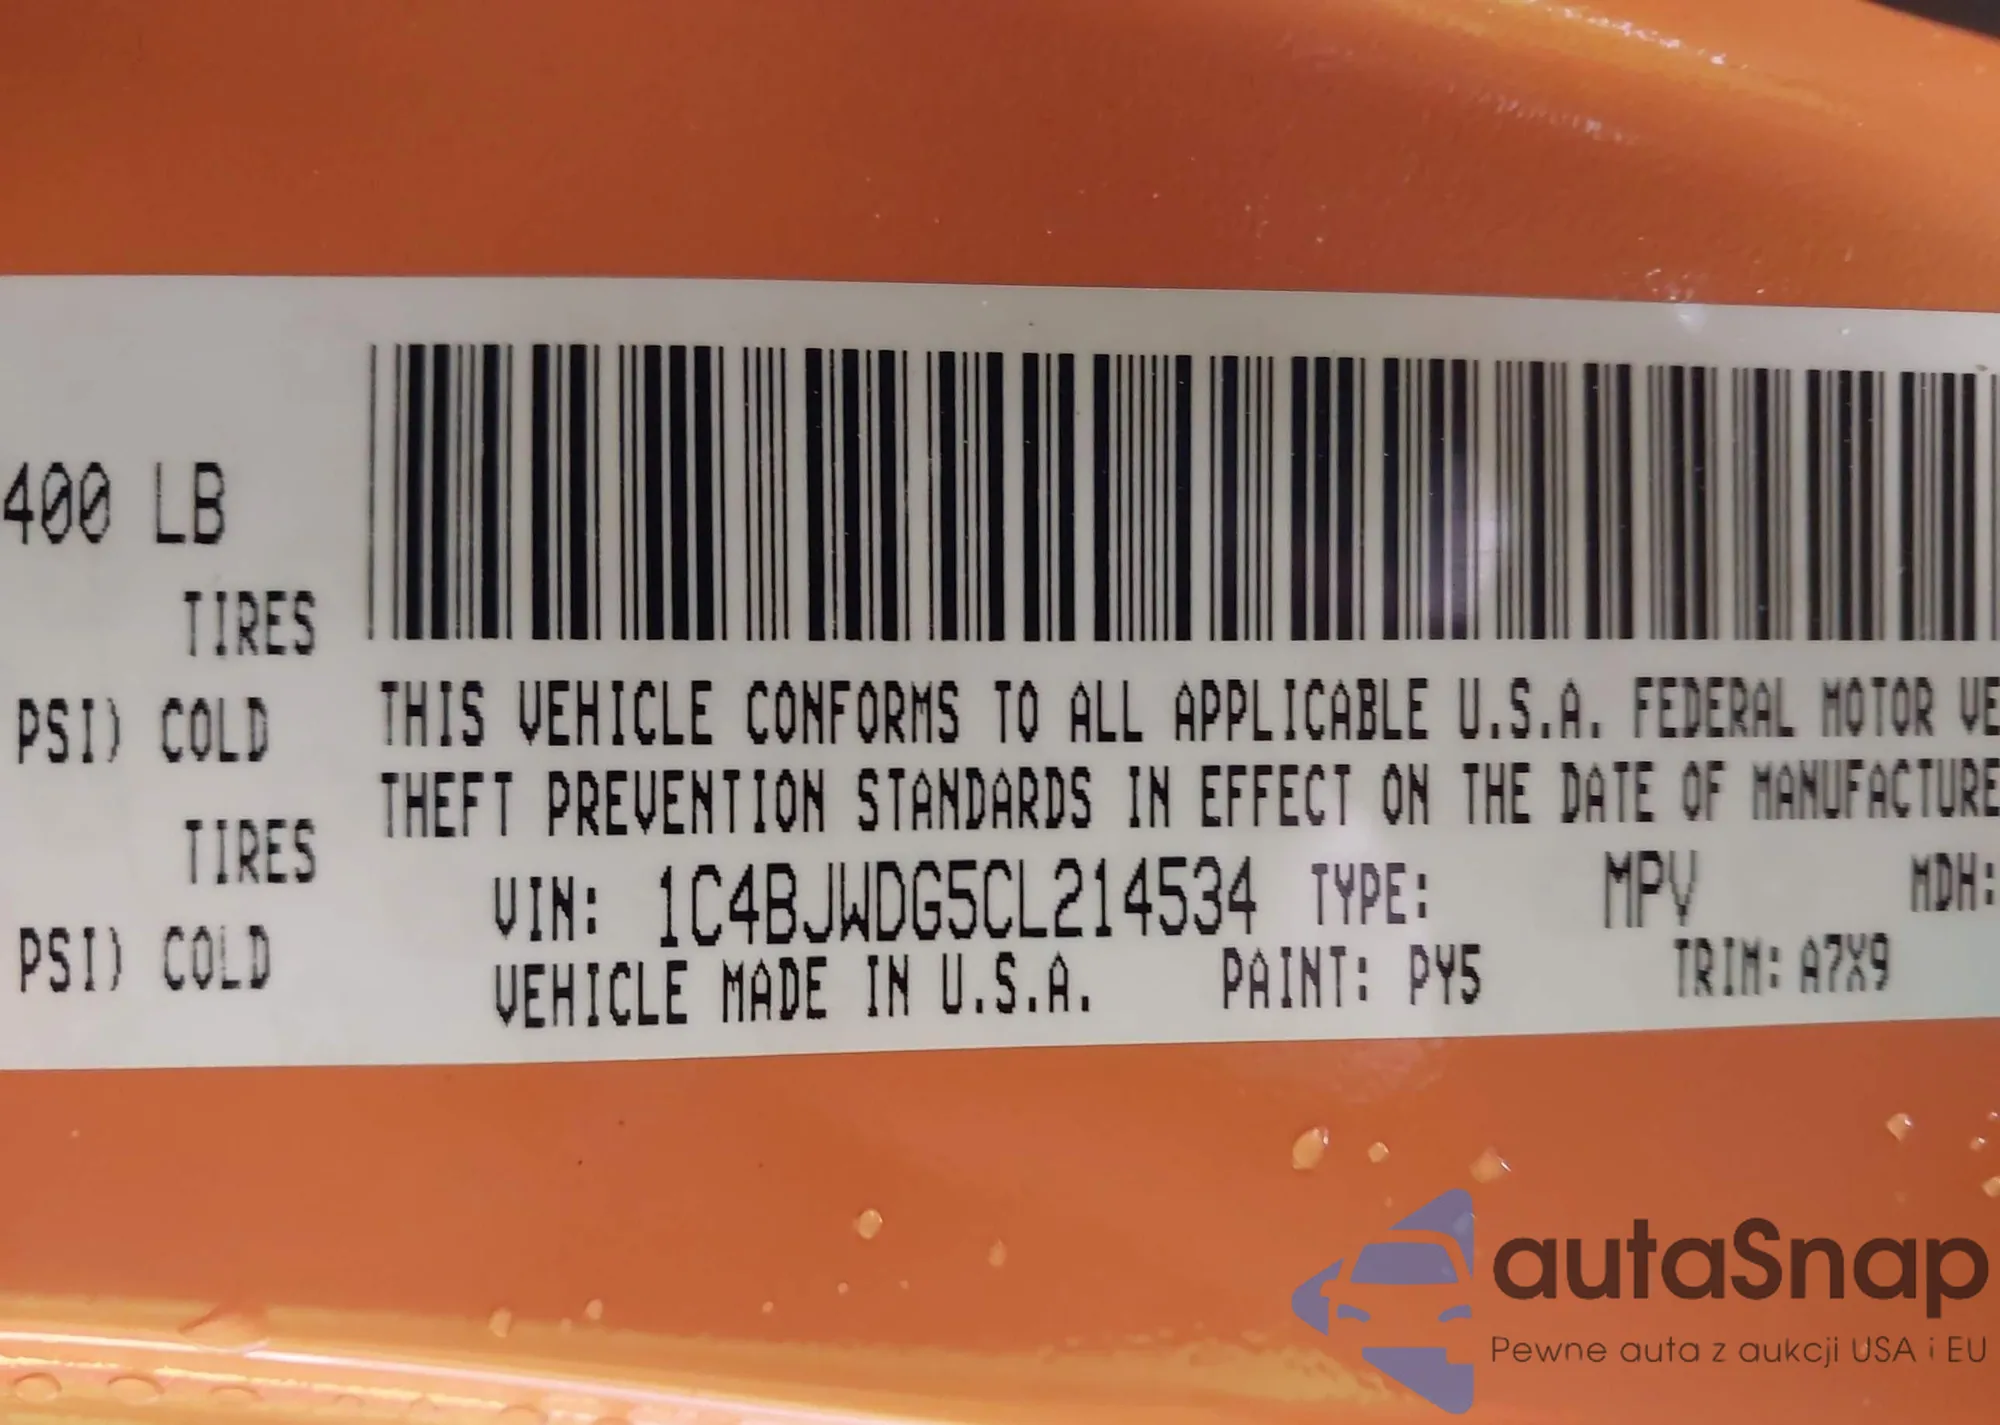 400 LB
TIRES
PSI) COLD
TIRES
PSI) COLD
THIS VEHICLE CONFORMS TO ALL APPLICABLE U.S.A. FEDERAL MOTOR VE
THEFT PREVENTION STANDARDS IN EFFECT ON THE DATE OF MANUFACTURE
VIN: 1C4BJWDG5CL214534 TYPE: MPV MDH:
VEHICLE MADE IN U.S.A. PAINT: PY5 TRIM: A7X9
autaSnap
Pewne auta z aukcji USA i EU